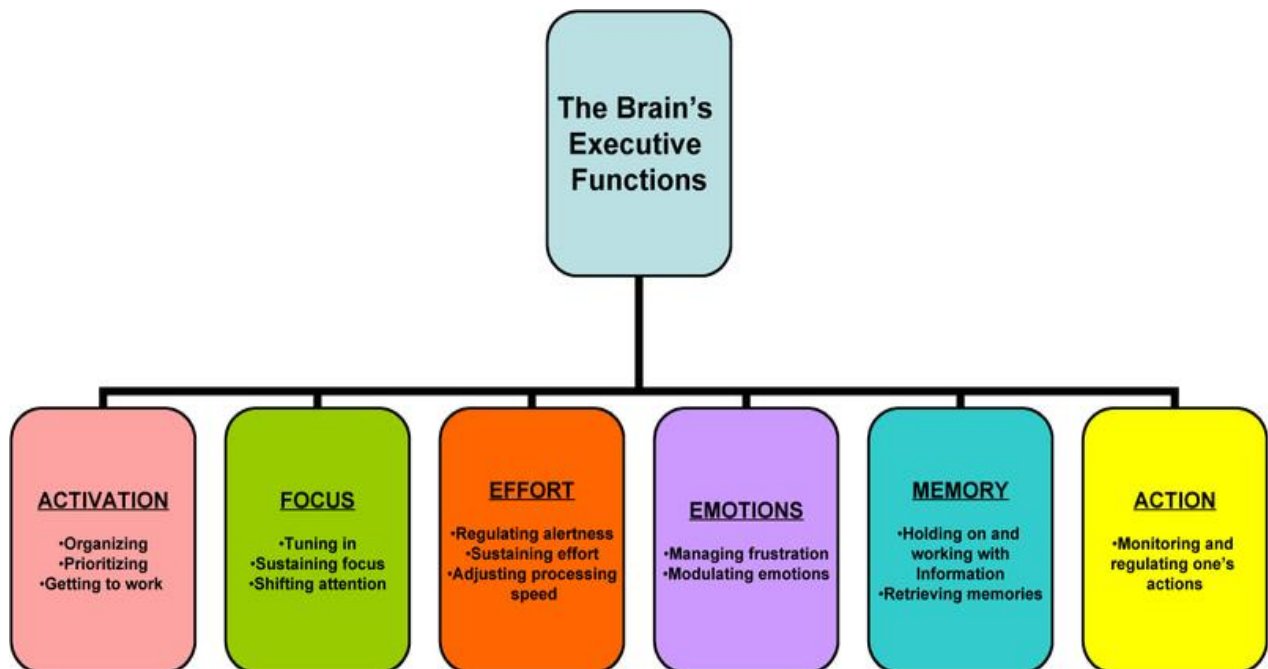 The Brain's
Executive
Functions
ACTIVATION
•Organizing
•Prioritizing
•Getting to work
FOCUS
•Tuning in
•Sustaining focus
•Shifting attention
EFFORT
•Regulating alertness
•Sustaining effort
•Adjusting processing
speed
EMOTIONS
•Managing frustration
•Modulating emotions
MEMORY
•Holding on and
working with
Information
•Retrieving memories
ACTION
•Monitoring and
regulating one's
actions